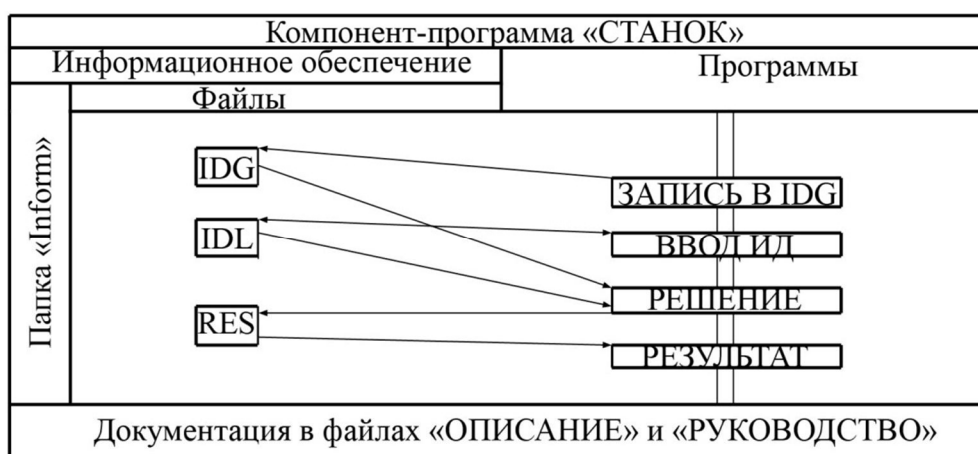 Компонент-программа «СТАНОК»
Информационное обеспечение
Программы
Файлы
Папка «Inform»
IDG
ЗАПИСЬ В IDG
IDL
ВВОД ИД
РЕШЕНИЕ
RES
РЕЗУЛЬТАТ
Документация в файлах «ОПИСАНИЕ» и «РУКОВОДСТВО»